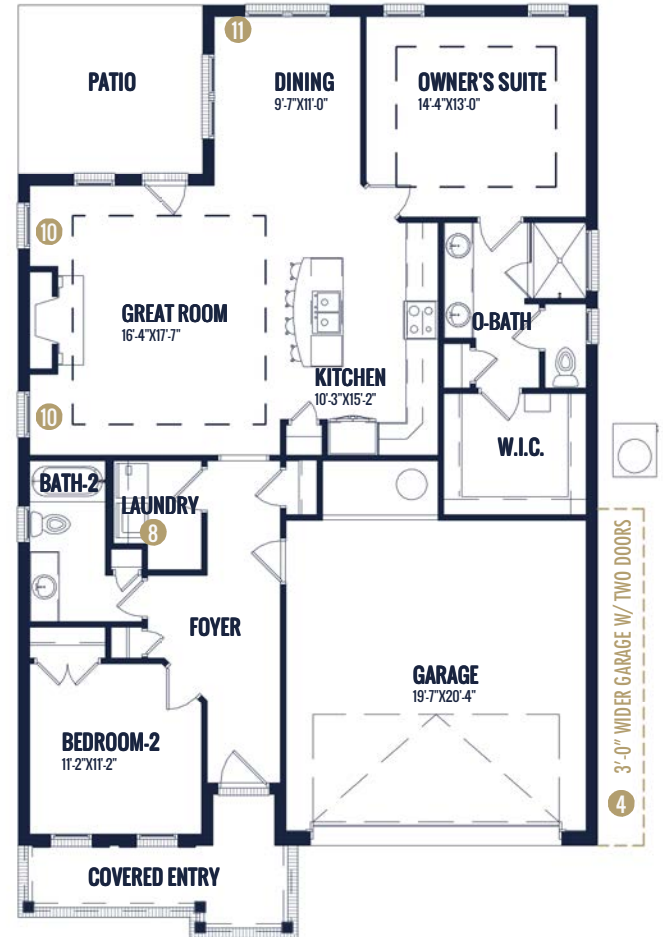 11
PATIO
DINING
9'-7"X11'-0"
OWNER'S SUITE
14'-4"X13'-0"
10
GREAT ROOM
16'-4"X17'-7"
O-BATH
KITCHEN
10'-3"X15'-2"
10
W.I.C.
BATH-2
LAUNDRY
8
FOYER
GARAGE
19'-7"X20'-4"
3'-0" WIDER GARAGE W/ TWO DOORS
4
BEDROOM-2
11'-2"X11'-2"
COVERED ENTRY